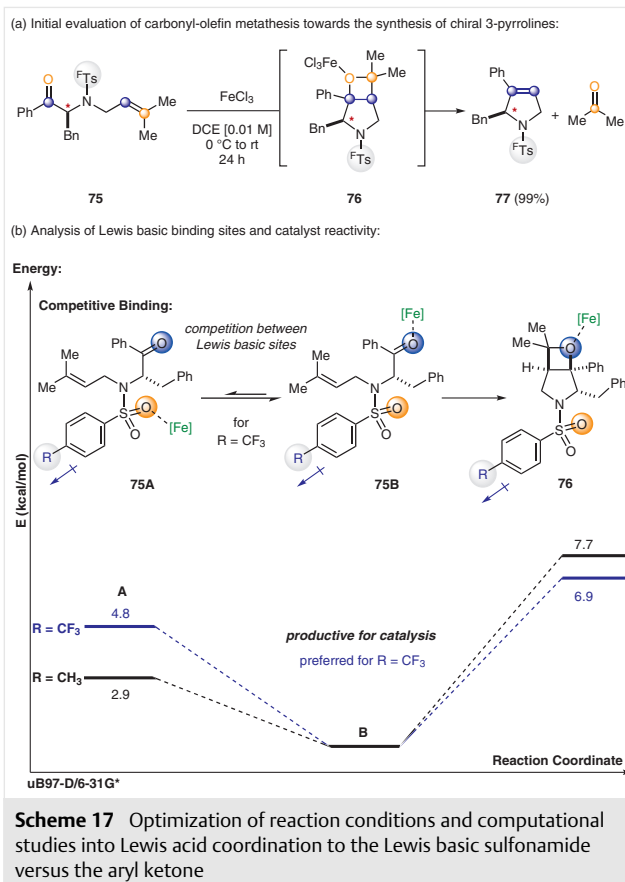 (a) Initial evaluation of carbonyl-olefin metathesis towards the synthesis of chiral 3-pyrrolines:
O
Ph
*
Bn
FTs
N
Me
Me
75
FeCl3
DCE [0.01 M]
0 °C to rt
24 h
Cl3Fe
O
Me
Me
Ph
*
Bn
N
FTs
76
Ph
*
Bn
N
FTs
77 (99%)
+
O
Me
Me
(b) Analysis of Lewis basic binding sites and catalyst reactivity:
Energy:
Competitive Binding:
competition between
Lewis basic sites
for
R = CF3
Ph
O
Me
Me
N
Ph
S
O
O
[Fe]
R
75A
[Fe]
Ph
O
Me
Me
N
Ph
S
O
O
R
75B
[Fe]
Me
Me
O
H
Ph
Ph
N
S
O
O
R
76
E (kcal/mol)
7.7
6.9
A
4.8
R = CF3
R = CH3
2.9
productive for catalysis
preferred for R = CF3
B
Reaction Coordinate
uB97-D/6-31G*
Scheme 17 Optimization of reaction conditions and computational
studies into Lewis acid coordination to the Lewis basic sulfonamide
versus the aryl ketone